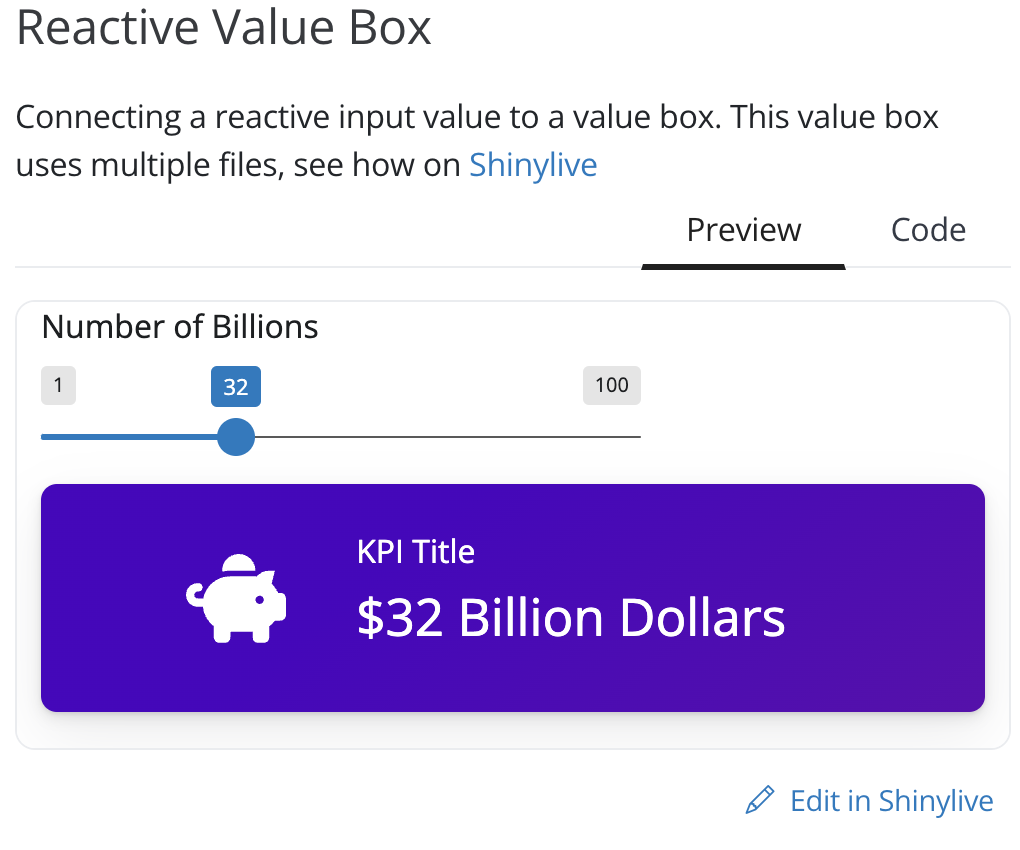 Reactive Value Box
Connecting a reactive input value to a value box. This value box
uses multiple files, see how on Shinylive
Preview Code
Number of Billions
1 32 100
KPI Title
$32 Billion Dollars
Edit in Shinylive